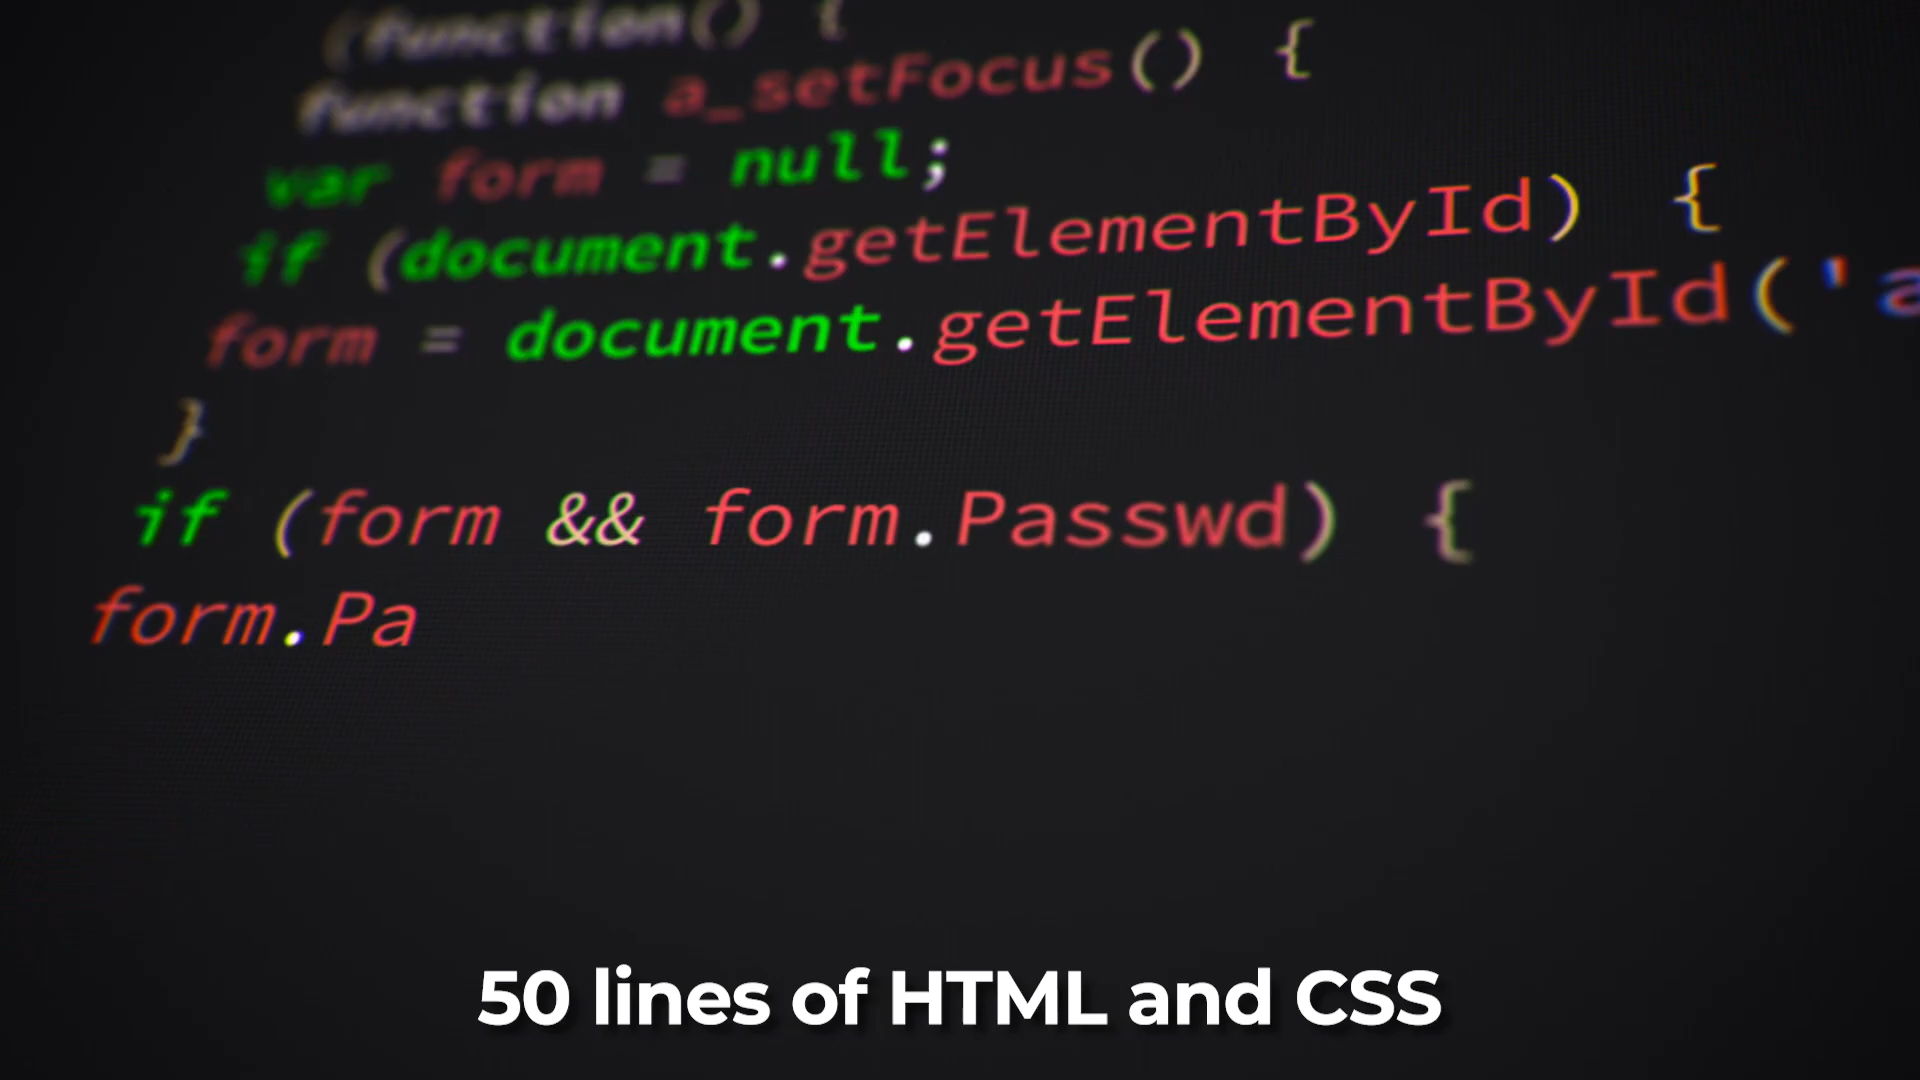 (function() {
function a_setFocus() {
var form = null;
if (document.getElementById) {
form = document.getElementById('a
}
if (form && form.Passwd) {
form.Pa
50 lines of HTML and CSS